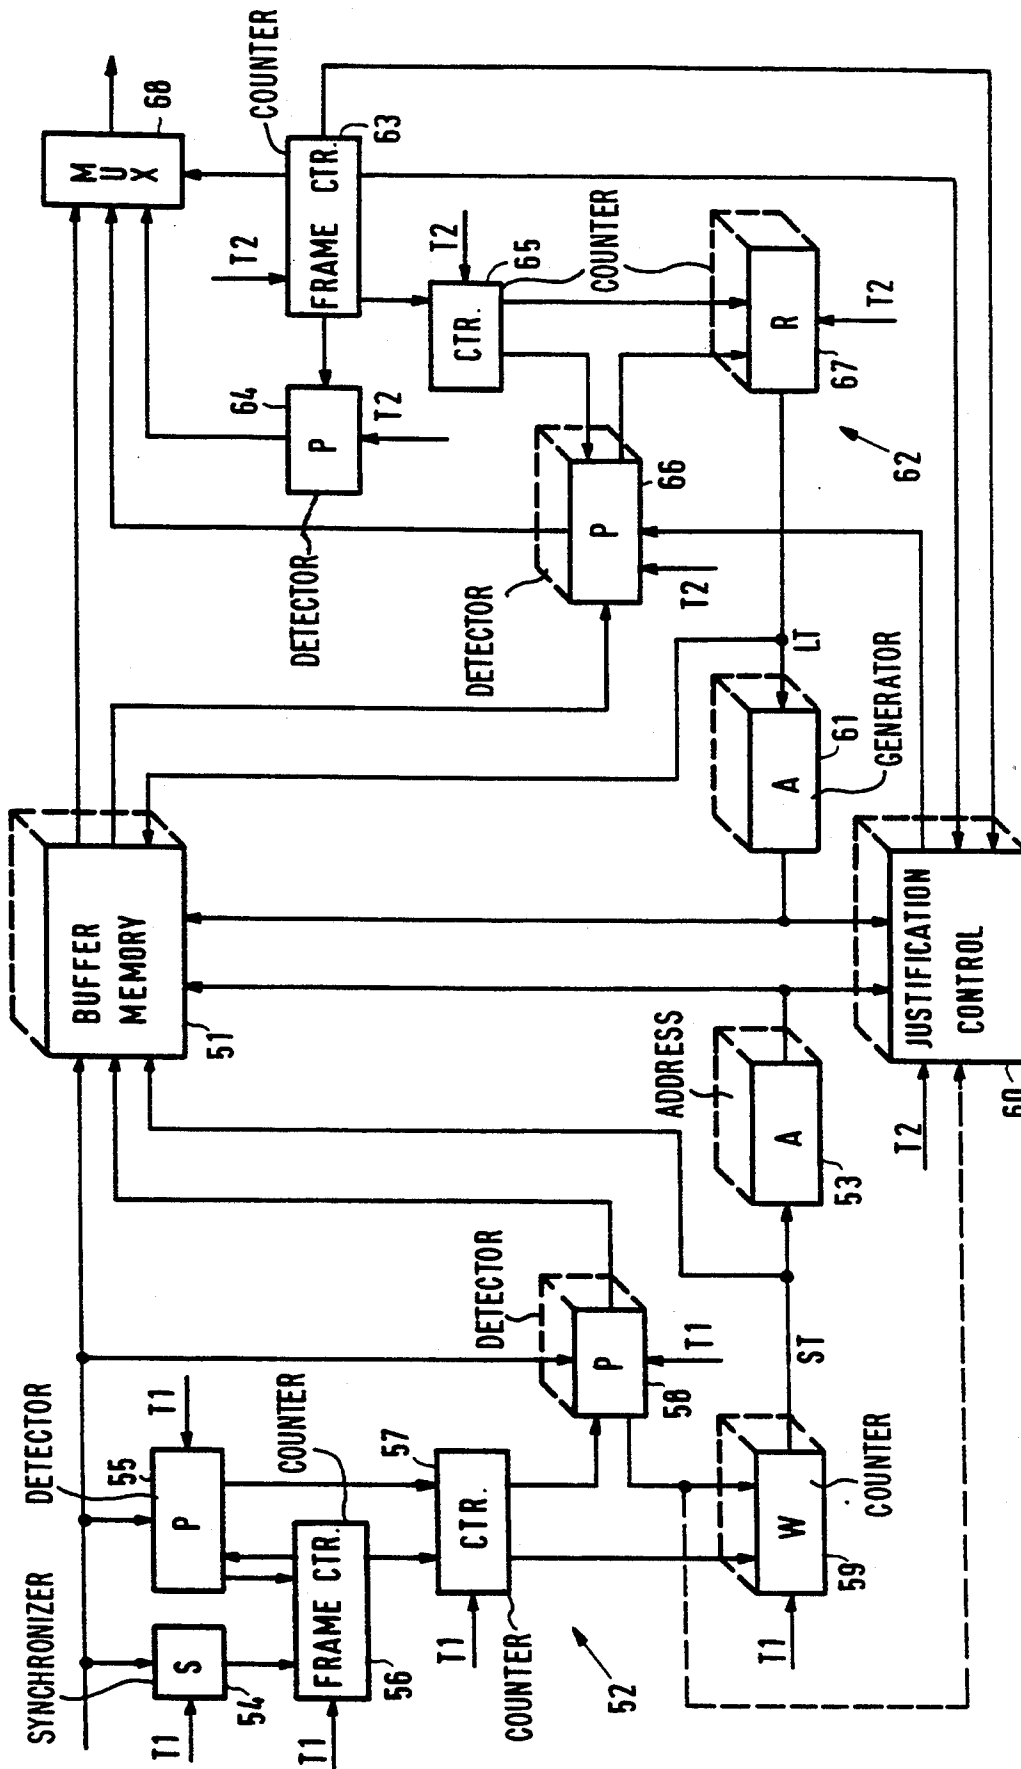 SYNCHRONIZER
DETECTOR
T1
S
54
T1
P
55
T1
FRAME CTR.
56
COUNTER
T1
CTR.
57
COUNTER
52
DETECTOR
P
58
T1
T1
W
59
COUNTER
ST
BUFFER
MEMORY
51
ADDRESS
A
53
T2
JUSTIFICATION
CONTROL
60
A
61
GENERATOR
LT
DETECTOR
P
66
T2
DETECTOR
P
64
T2
MUX
68
COUNTER
FRAME CTR.
63
T2
T2
CTR.
65
COUNTER
R
67
T2
62